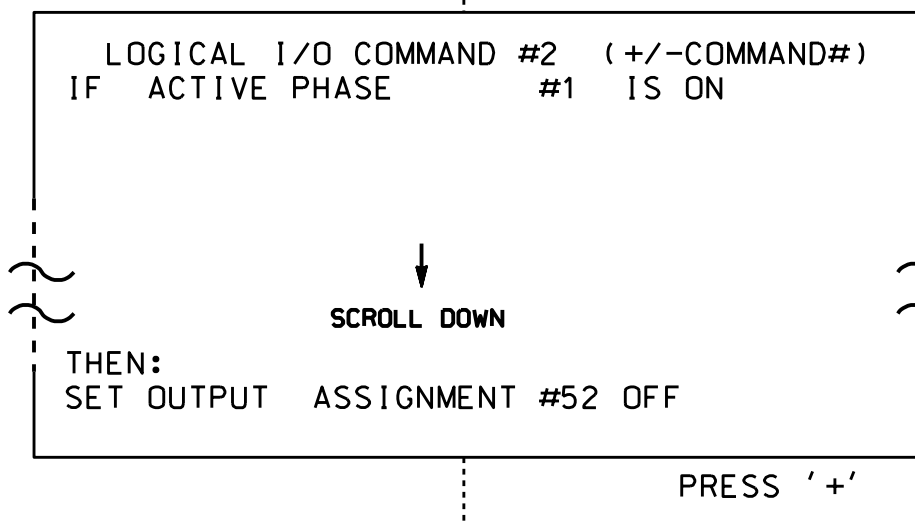 LOGICAL I/O COMMAND #2 (+/-COMMAND#)
IF ACTIVE PHASE #1 IS ON
SCROLL DOWN
THEN:
SET OUTPUT ASSIGNMENT #52 OFF
PRESS '+'